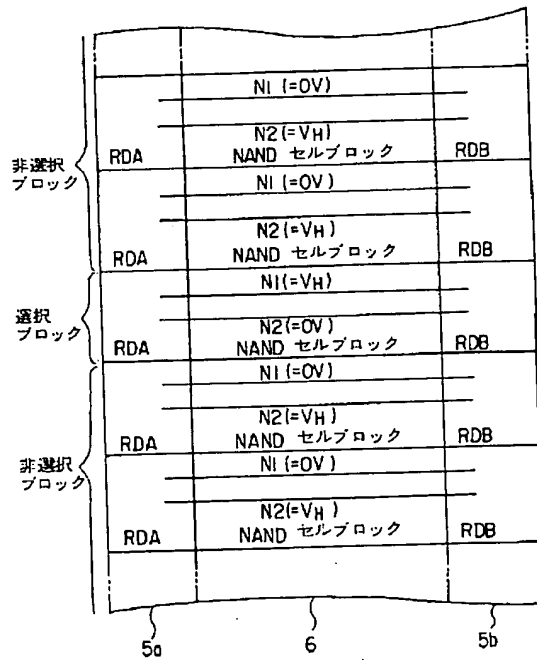 N1(=0V)
N2(=VH)
RDA NAND セルブロック RDB
N1(=0V)
N2(=VH)
RDA NAND セルブロック RDB
非選択
ブロック
N1(=VH)
N2(=0V)
RDA NAND セルブロック RDB
選択
ブロック
N1(=0V)
N2(=VH)
RDA NAND セルブロック RDB
N1(=0V)
N2(=VH)
RDA NAND セルブロック RDB
非選択
ブロック
5a 6 5b